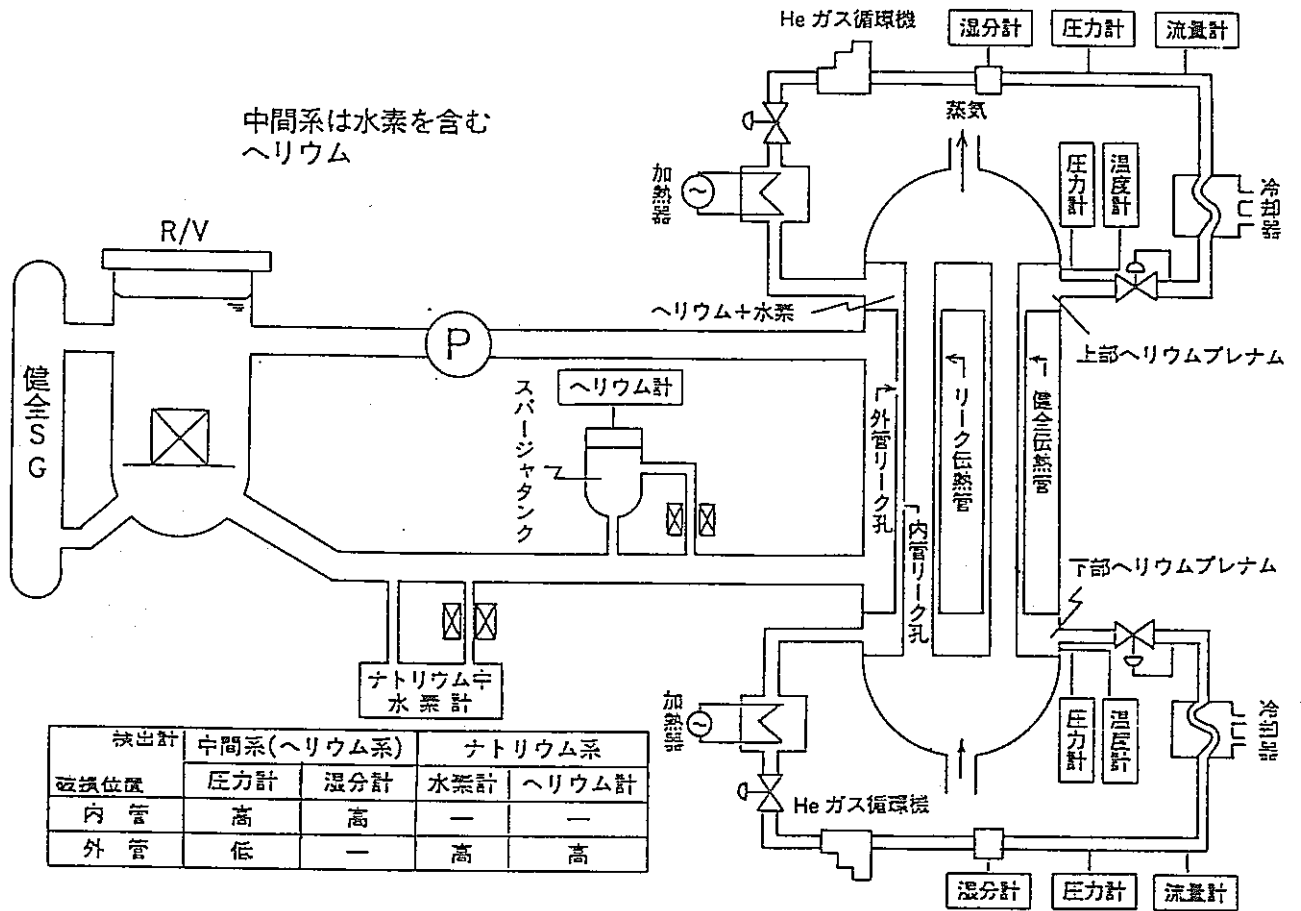 He ガス循環機
湿分計
圧力計
流量計
中間系は水素を含む
ヘリウム
蒸気
加熱器
圧力計
温度計
冷却器
R/V
ヘリウム+水素
P
上部ヘリウムプレナム
健全SG
スパージャタンク
ヘリウム計
外管リーク孔
リーク伝熱管
健全伝熱管
内管リーク孔
下部ヘリウムプレナム
ナトリウム中
水素計
加熱器
圧力計
温度計
冷却器
He ガス循環機
湿分計
圧力計
流量計
検出計
中間系(ヘリウム系)
ナトリウム系
破損位置
圧力計
湿分計
水素計
ヘリウム計
内管 高 高 — —
外管 低 — 高 高